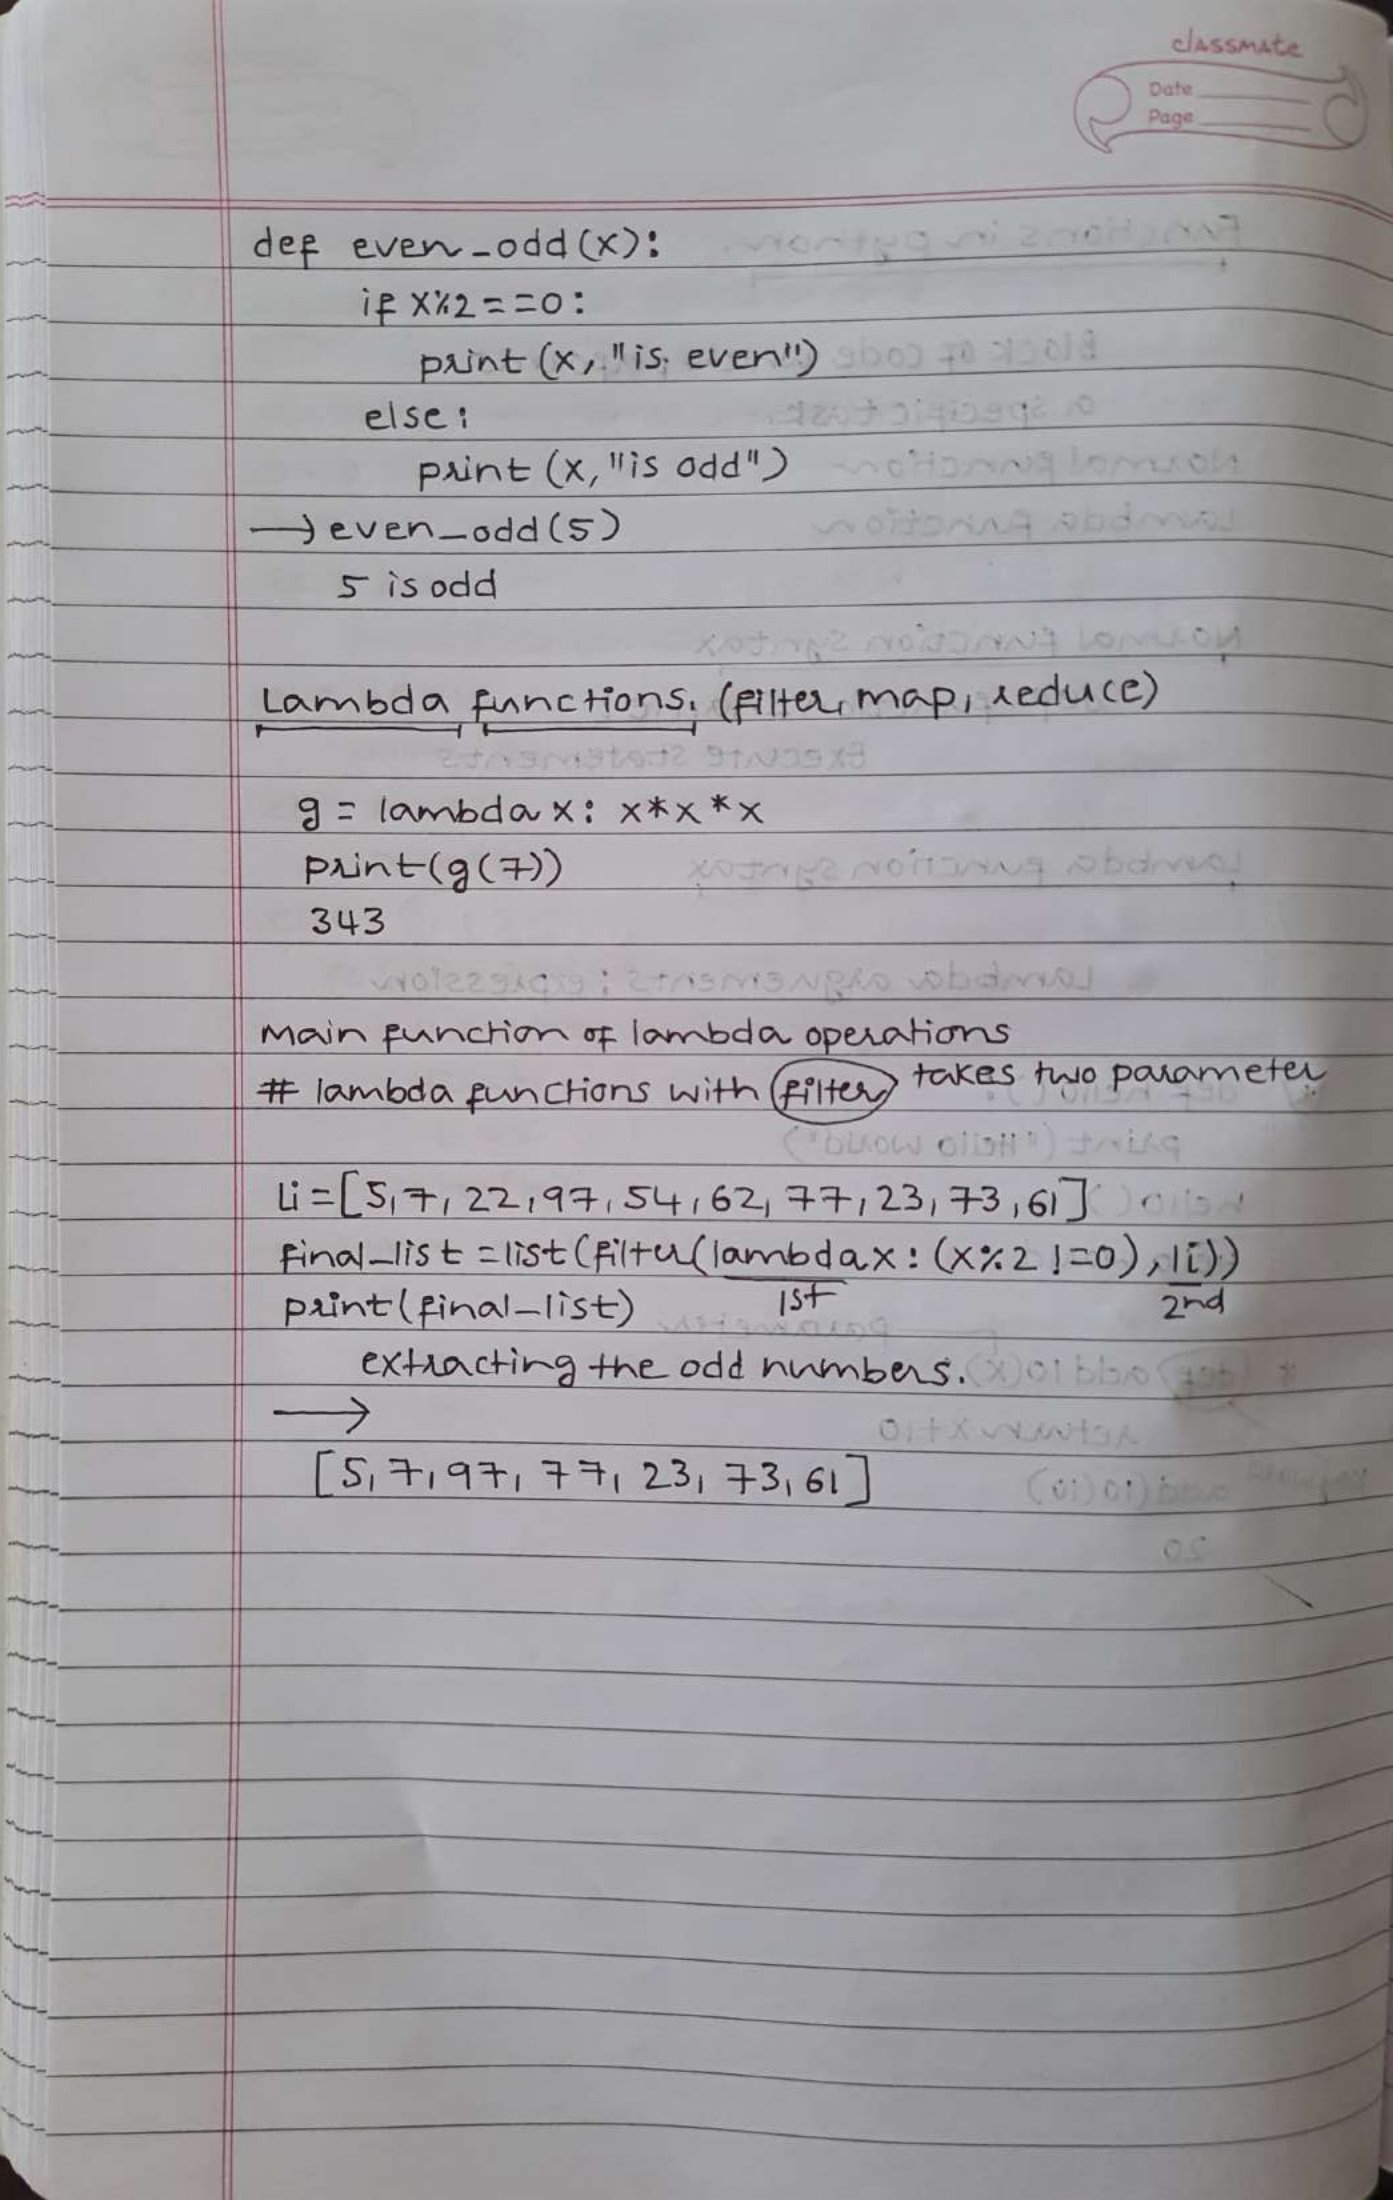 classmate
Date
Page
def even_odd(x):
if x%2==0:
print(x, "is even")
else:
print(x, "is odd")
→ even_odd(5)
5 is odd
Lambda functions. (filter, map, reduce)
g = lambda x: x*x*x
print(g(7))
343
Main function of lambda operations
# lambda functions with filter takes two parameter
li=[5,7,22,97,54,62,77,23,73,61]
final_list =list(filter(lambda x: (x%2 !=0), li))
print(final_list) 1st 2nd
extracting the odd numbers.
→
[5,7,97,77,23,73,61]